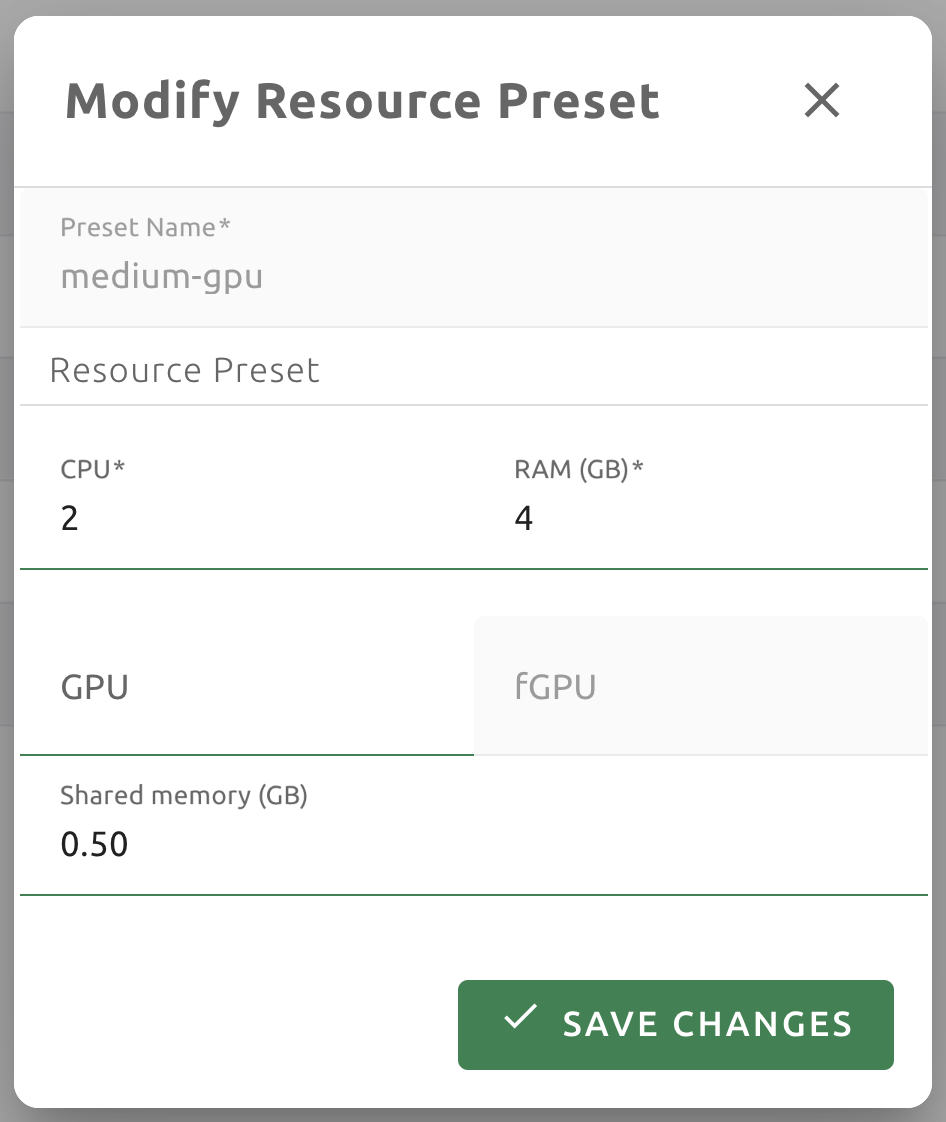 Modify Resource Preset
Preset Name*
medium-gpu
Resource Preset
CPU*
2
RAM (GB)*
4
GPU
fGPU
Shared memory (GB)
0.50
SAVE CHANGES